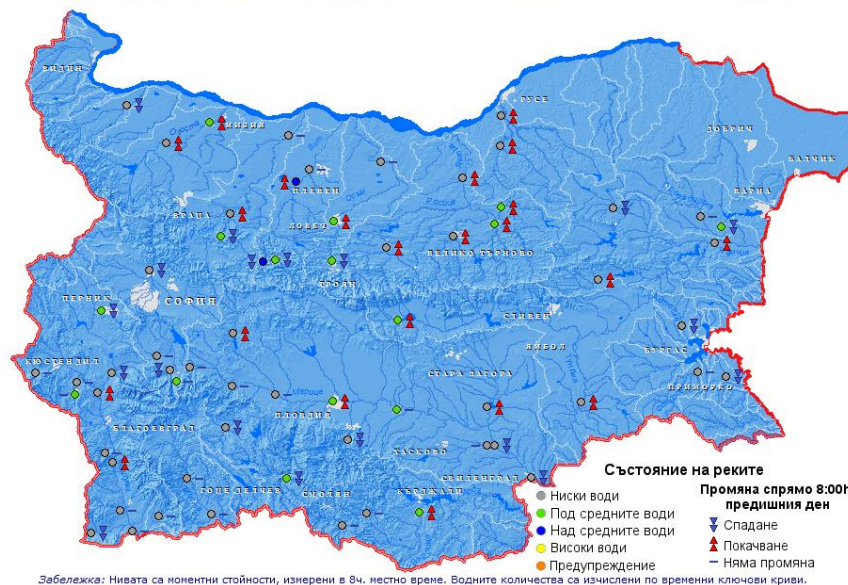 ВИДИН
РУСЕ
ДОБРИЧ
БАЛЧИК
ПЛЕВЕН
ВАРНА
ВРАЦА
ЛОВЕЧ
ВЕЛИКО ТЪРНОВО
ТРОЯН
СОФИЯ
ПЕРНИК
СЛИВЕН
ЯМБОЛ
БУРГАС
КЮСТЕНДИЛ
СТАРА ЗАГОРА
ПРИМОРКО
Марица
ПЛОВДИВ
БЛАГОЕВГРАД
ХАСКОВО
СВИЛЕНГРАД
ГОЦЕ ДЕЛЧЕВ
СМОЛЯН
КЪРДЖАЛИ
Състояние на реките
Ниски води
Под средните води
Над средните води
Високи води
Предупреждение
Промяна спрямо 8:00h
предишния ден
Спадане
Покачване
Няма промяна
Забележка: Нивата са моментни стойности, измерени в 8ч. местно време. Водните количества са изчислени по временни ключови криви.